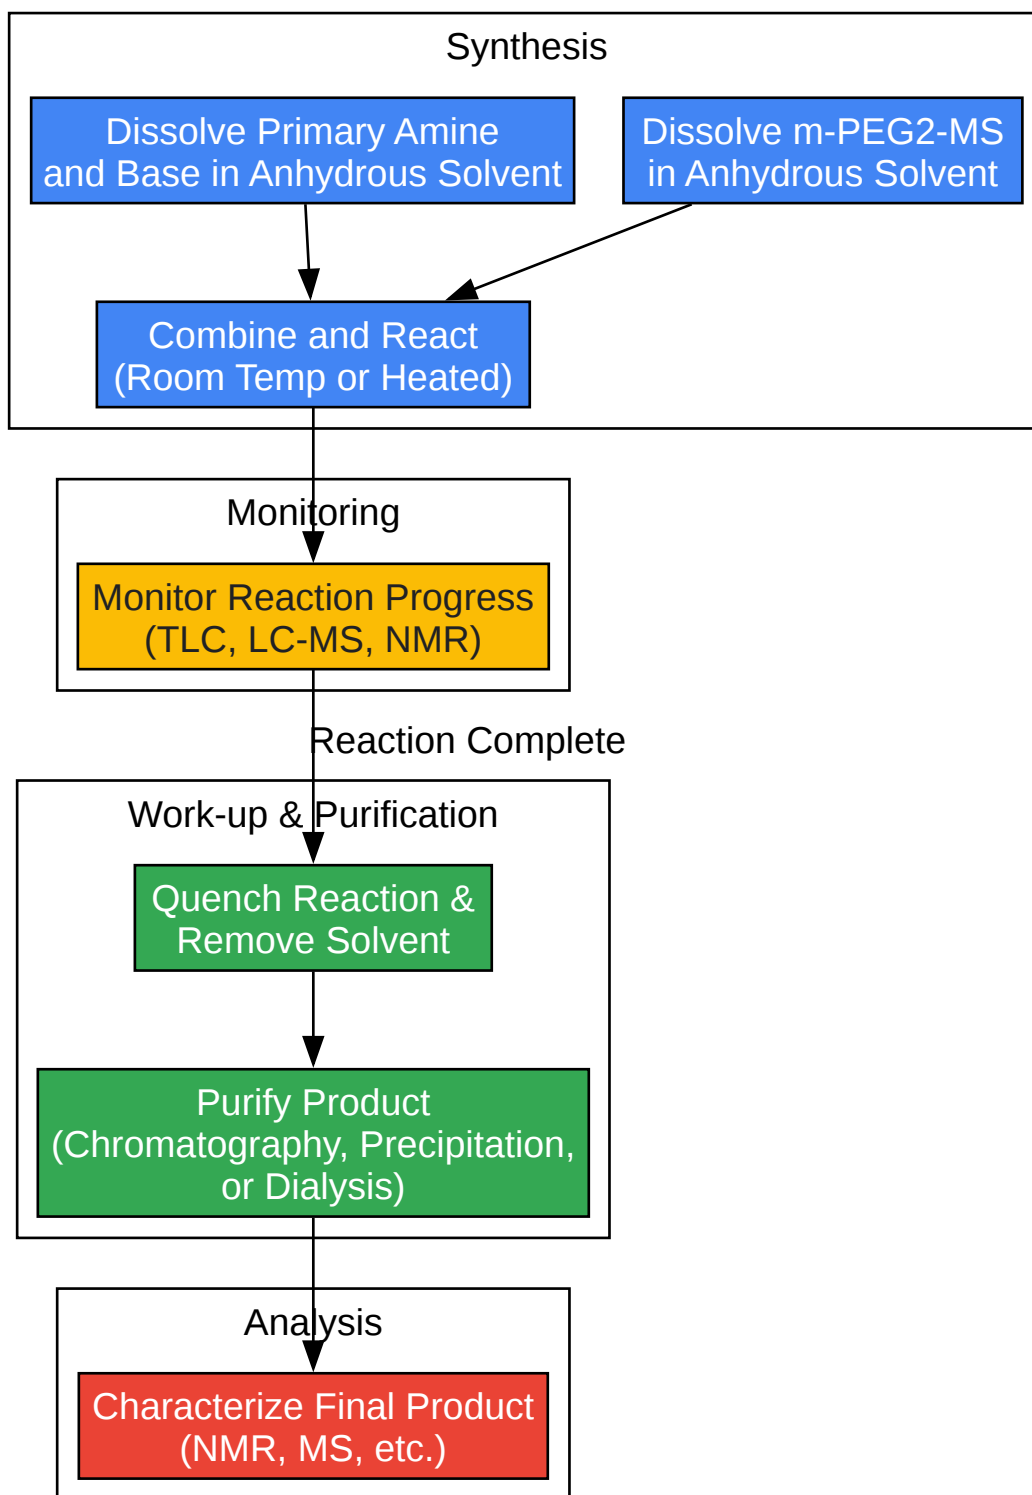 Synthesis
Dissolve Primary Amine
and Base in Anhydrous Solvent
Dissolve m-PEG2-MS
in Anhydrous Solvent
Combine and React
(Room Temp or Heated)
Monitoring
Monitor Reaction Progress
(TLC, LC-MS, NMR)
Reaction Complete
Work-up & Purification
Quench Reaction &
Remove Solvent
Purify Product
(Chromatography, Precipitation,
or Dialysis)
Analysis
Characterize Final Product
(NMR, MS, etc.)